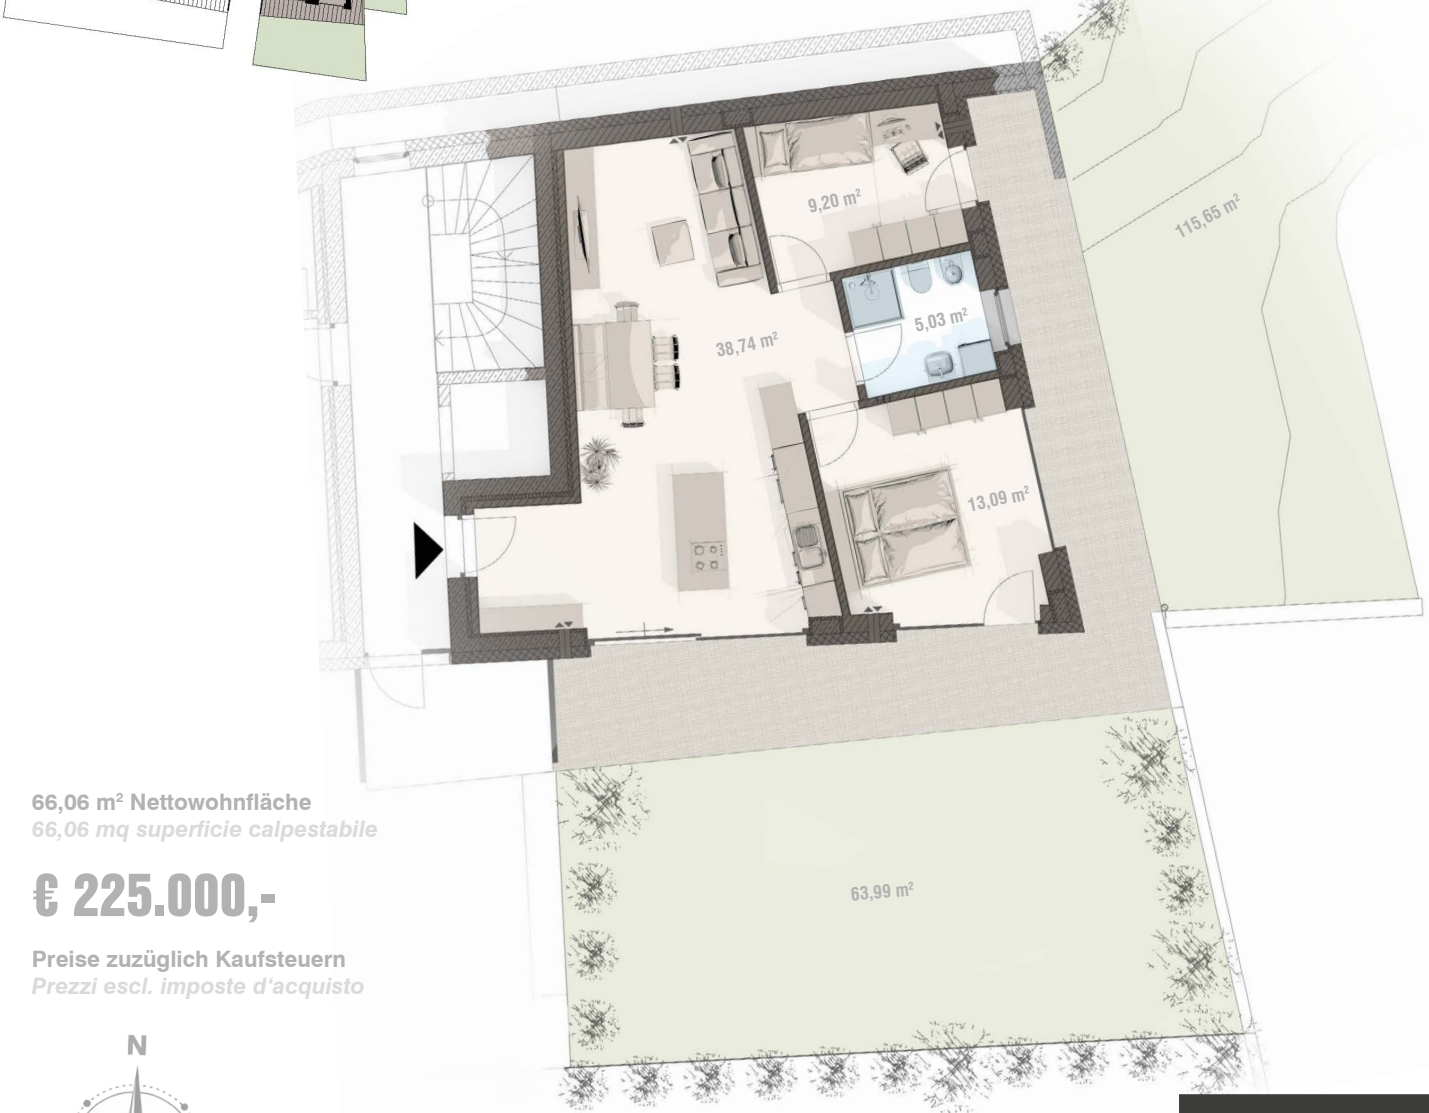 9,20 m²
115,65 m²
5,03 m²
38,74 m²
13,09 m²
66,06 m² Nettowohnfläche
66,06 mq superficie calpestabile
€ 225.000,-
63,99 m²
Preise zuzüglich Kaufsteuern
Prezzi escl. imposte d‘acquisto
N